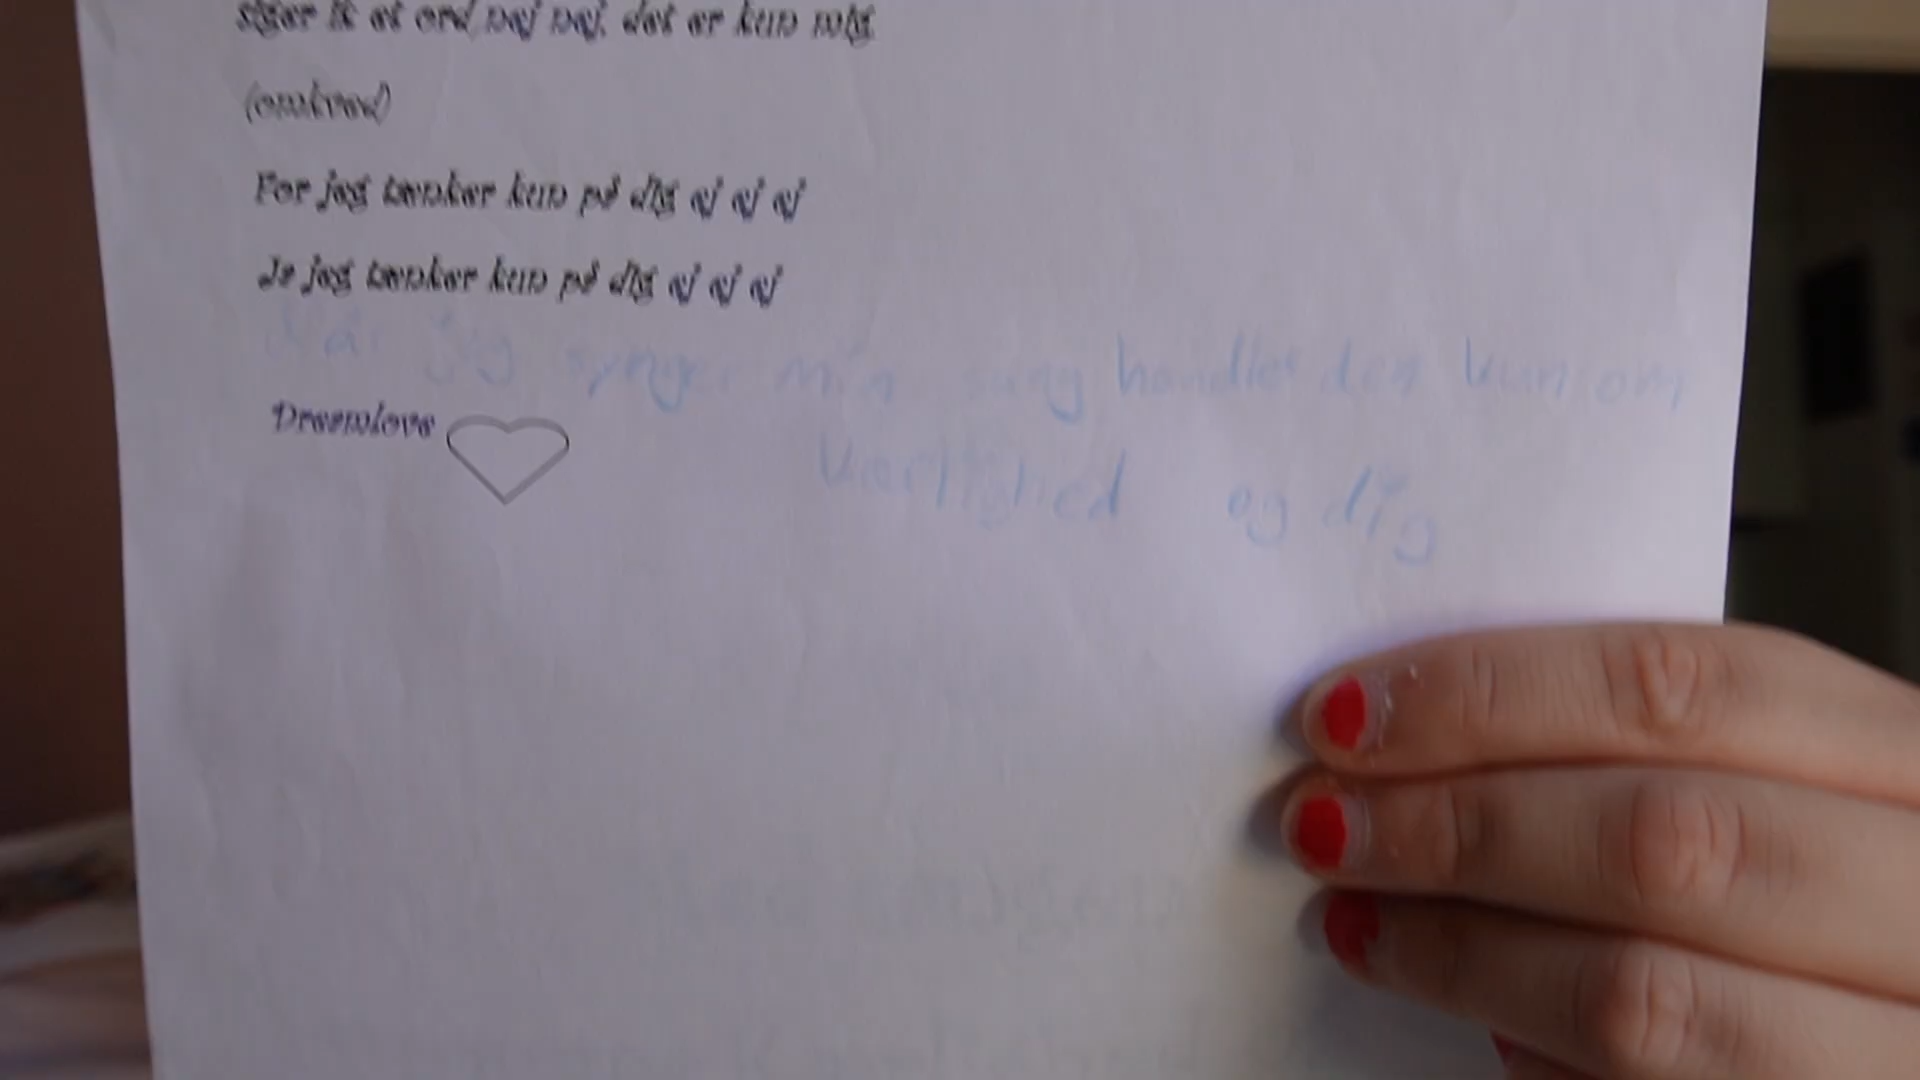 siger ik et ord nej nej, det er kun mig
(omkved)
For jeg tænker kun på dig ej ej ej
Ja jeg tænker kun på dig ej ej ej
Når jeg synger min sang handler den kun om
kærlighed og dig
Dreamlove